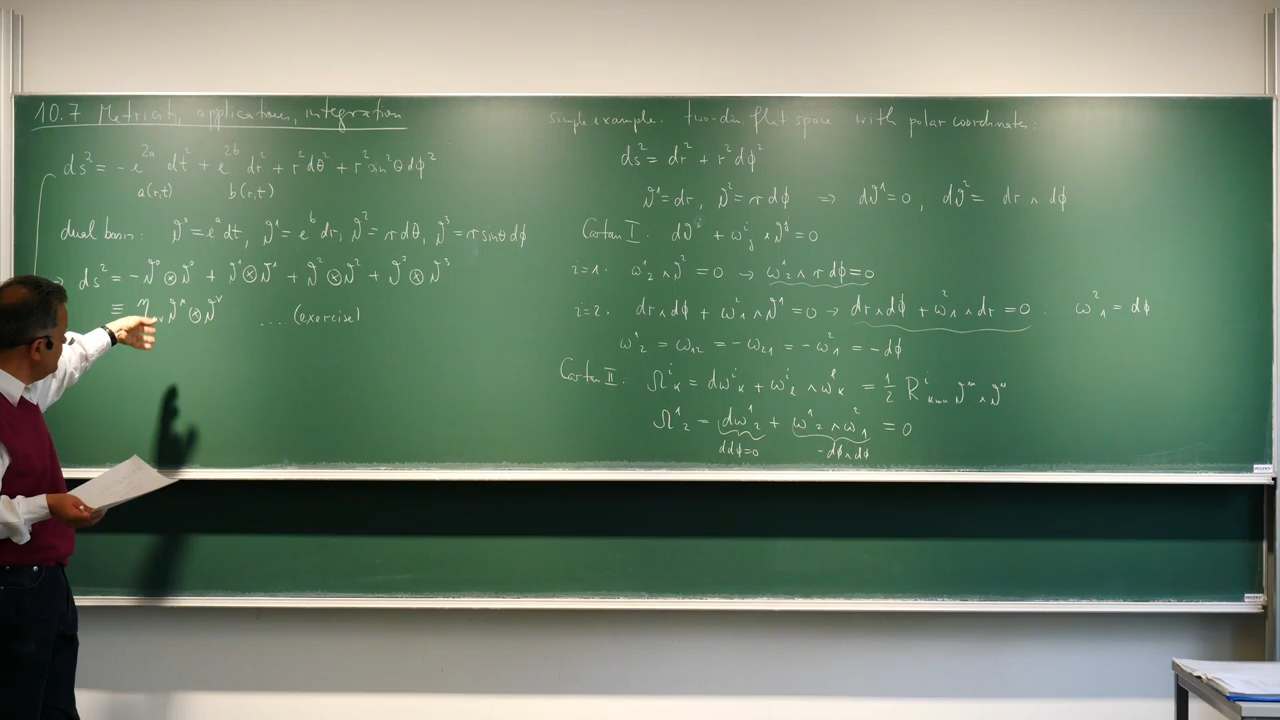 10.7 Metricity, applications, integration
ds² = -e^{2a} dt² + e^{2b} dr² + r² dθ² + r² sin²θ dϕ²
a(r,t) b(r,t)
dual basis: ϑ⁰ = e^a dt, ϑ¹ = e^b dr, ϑ² = r dθ, ϑ³ = r sinθ dϕ
→ ds² = -ϑ⁰ ⊗ ϑ⁰ + ϑ¹ ⊗ ϑ¹ + ϑ² ⊗ ϑ² + ϑ³ ⊗ ϑ³
≡ η_{μν} ϑ^μ ⊗ ϑ^ν .... (exercise)
simple example: two-dim flat space with polar coordinates:
ds² = dr² + r² dϕ²
ϑ¹ = dr, ϑ² = r dϕ ⇒ dϑ¹ = 0, dϑ² = dr ∧ dϕ
Cartan I: dϑ^i + ω^i_j ∧ ϑ^j = 0
i=1: ω¹₂ ∧ ϑ² = 0 → ω¹₂ ∧ r dϕ = 0
i=2: dr ∧ dϕ + ω²₁ ∧ ϑ¹ = 0 → dr ∧ dϕ + ω²₁ ∧ dr = 0 : ω²₁ = dϕ
ω¹₂ = ω₁₂ = -ω₂₁ = -ω²₁ = -dϕ
Cartan II: Ω^i_k = dω^i_k + ω^i_l ∧ ω^l_k = ½ R^i_{kmn} ϑ^m ∧ ϑ^n
Ω¹₂ = dω¹₂ + ω¹₂ ∧ ω²₁ = 0
ddϕ=0 -dϕ∧dϕ